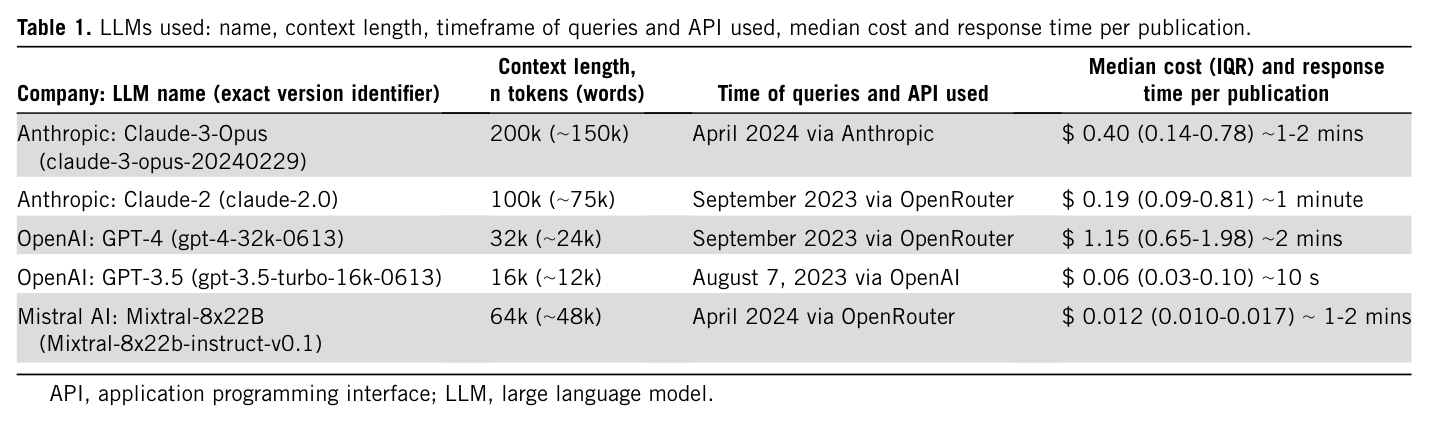 Table 1. LLMs used: name, context length, timeframe of queries and API used, median cost and response time per publication.
Company: LLM name (exact version identifier) Context length, n tokens (words) Time of queries and API used Median cost (IQR) and response time per publication
Anthropic: Claude-3-Opus 200k (~150k) April 2024 via Anthropic $ 0.40 (0.14-0.78) ~1-2 mins
(claude-3-opus-20240229)
Anthropic: Claude-2 (claude-2.0) 100k (~75k) September 2023 via OpenRouter $ 0.19 (0.09-0.81) ~1 minute
OpenAI: GPT-4 (gpt-4-32k-0613) 32k (~24k) September 2023 via OpenRouter $ 1.15 (0.65-1.98) ~2 mins
OpenAI: GPT-3.5 (gpt-3.5-turbo-16k-0613) 16k (~12k) August 7, 2023 via OpenAI $ 0.06 (0.03-0.10) ~10 s
Mistral AI: Mixtral-8x22B 64k (~48k) April 2024 via OpenRouter $ 0.012 (0.010-0.017) ~ 1-2 mins
(Mixtral-8x22b-instruct-v0.1)
API, application programming interface; LLM, large language model.